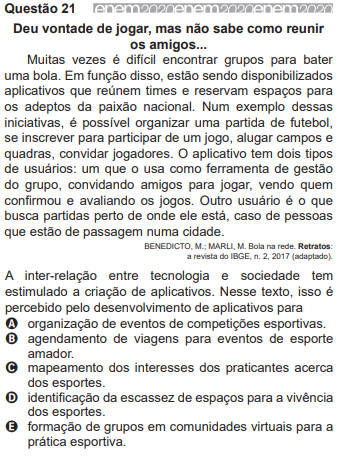 Questão 21 enem2020enem2020enem2020
Deu vontade de jogar, mas não sabe como reunir
os amigos...
Muitas vezes é difícil encontrar grupos para bater
uma bola. Em função disso, estão sendo disponibilizados
aplicativos que reúnem times e reservam espaços para
os adeptos da paixão nacional. Num exemplo dessas
iniciativas, é possível organizar uma partida de futebol,
se inscrever para participar de um jogo, alugar campos e
quadras, convidar jogadores. O aplicativo tem dois tipos
de usuários: um que o usa como ferramenta de gestão
do grupo, convidando amigos para jogar, vendo quem
confirmou e avaliando os jogos. Outro usuário é o que
busca partidas perto de onde ele está, caso de pessoas
que estão de passagem numa cidade.
BENEDICTO, M.; MARLI, M. Bola na rede. Retratos:
a revista do IBGE, n. 2, 2017 (adaptado).
A inter-relação entre tecnologia e sociedade tem
estimulado a criação de aplicativos. Nesse texto, isso é
percebido pelo desenvolvimento de aplicativos para
A organização de eventos de competições esportivas.
B agendamento de viagens para eventos de esporte
amador.
C mapeamento dos interesses dos praticantes acerca
dos esportes.
D identificação da escassez de espaços para a vivência
dos esportes.
E formação de grupos em comunidades virtuais para a
prática esportiva.